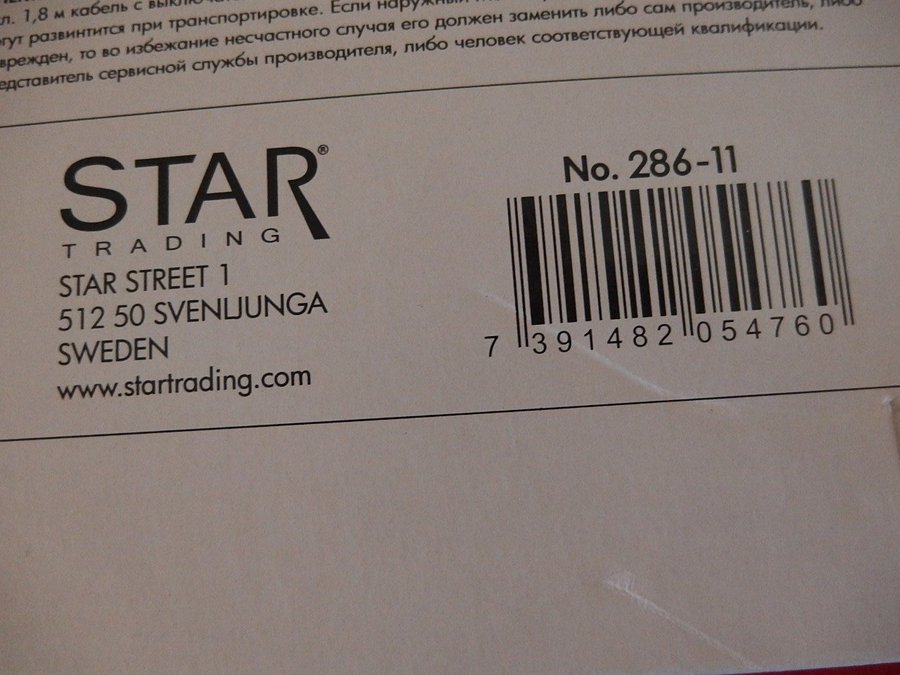 л. 1,8 м кабель с
гут развинтится при транспортировке. Если
врежден, то во избежание несчастного случая его должен заменить либо сам производитель, либо
едставитель сервисной службы производителя, либо человек соответствующей квалификации.
STAR®
TRADING
STAR STREET 1
512 50 SVENLJUNGA
SWEDEN
www.startrading.com
No. 286-11
7 391482 054760